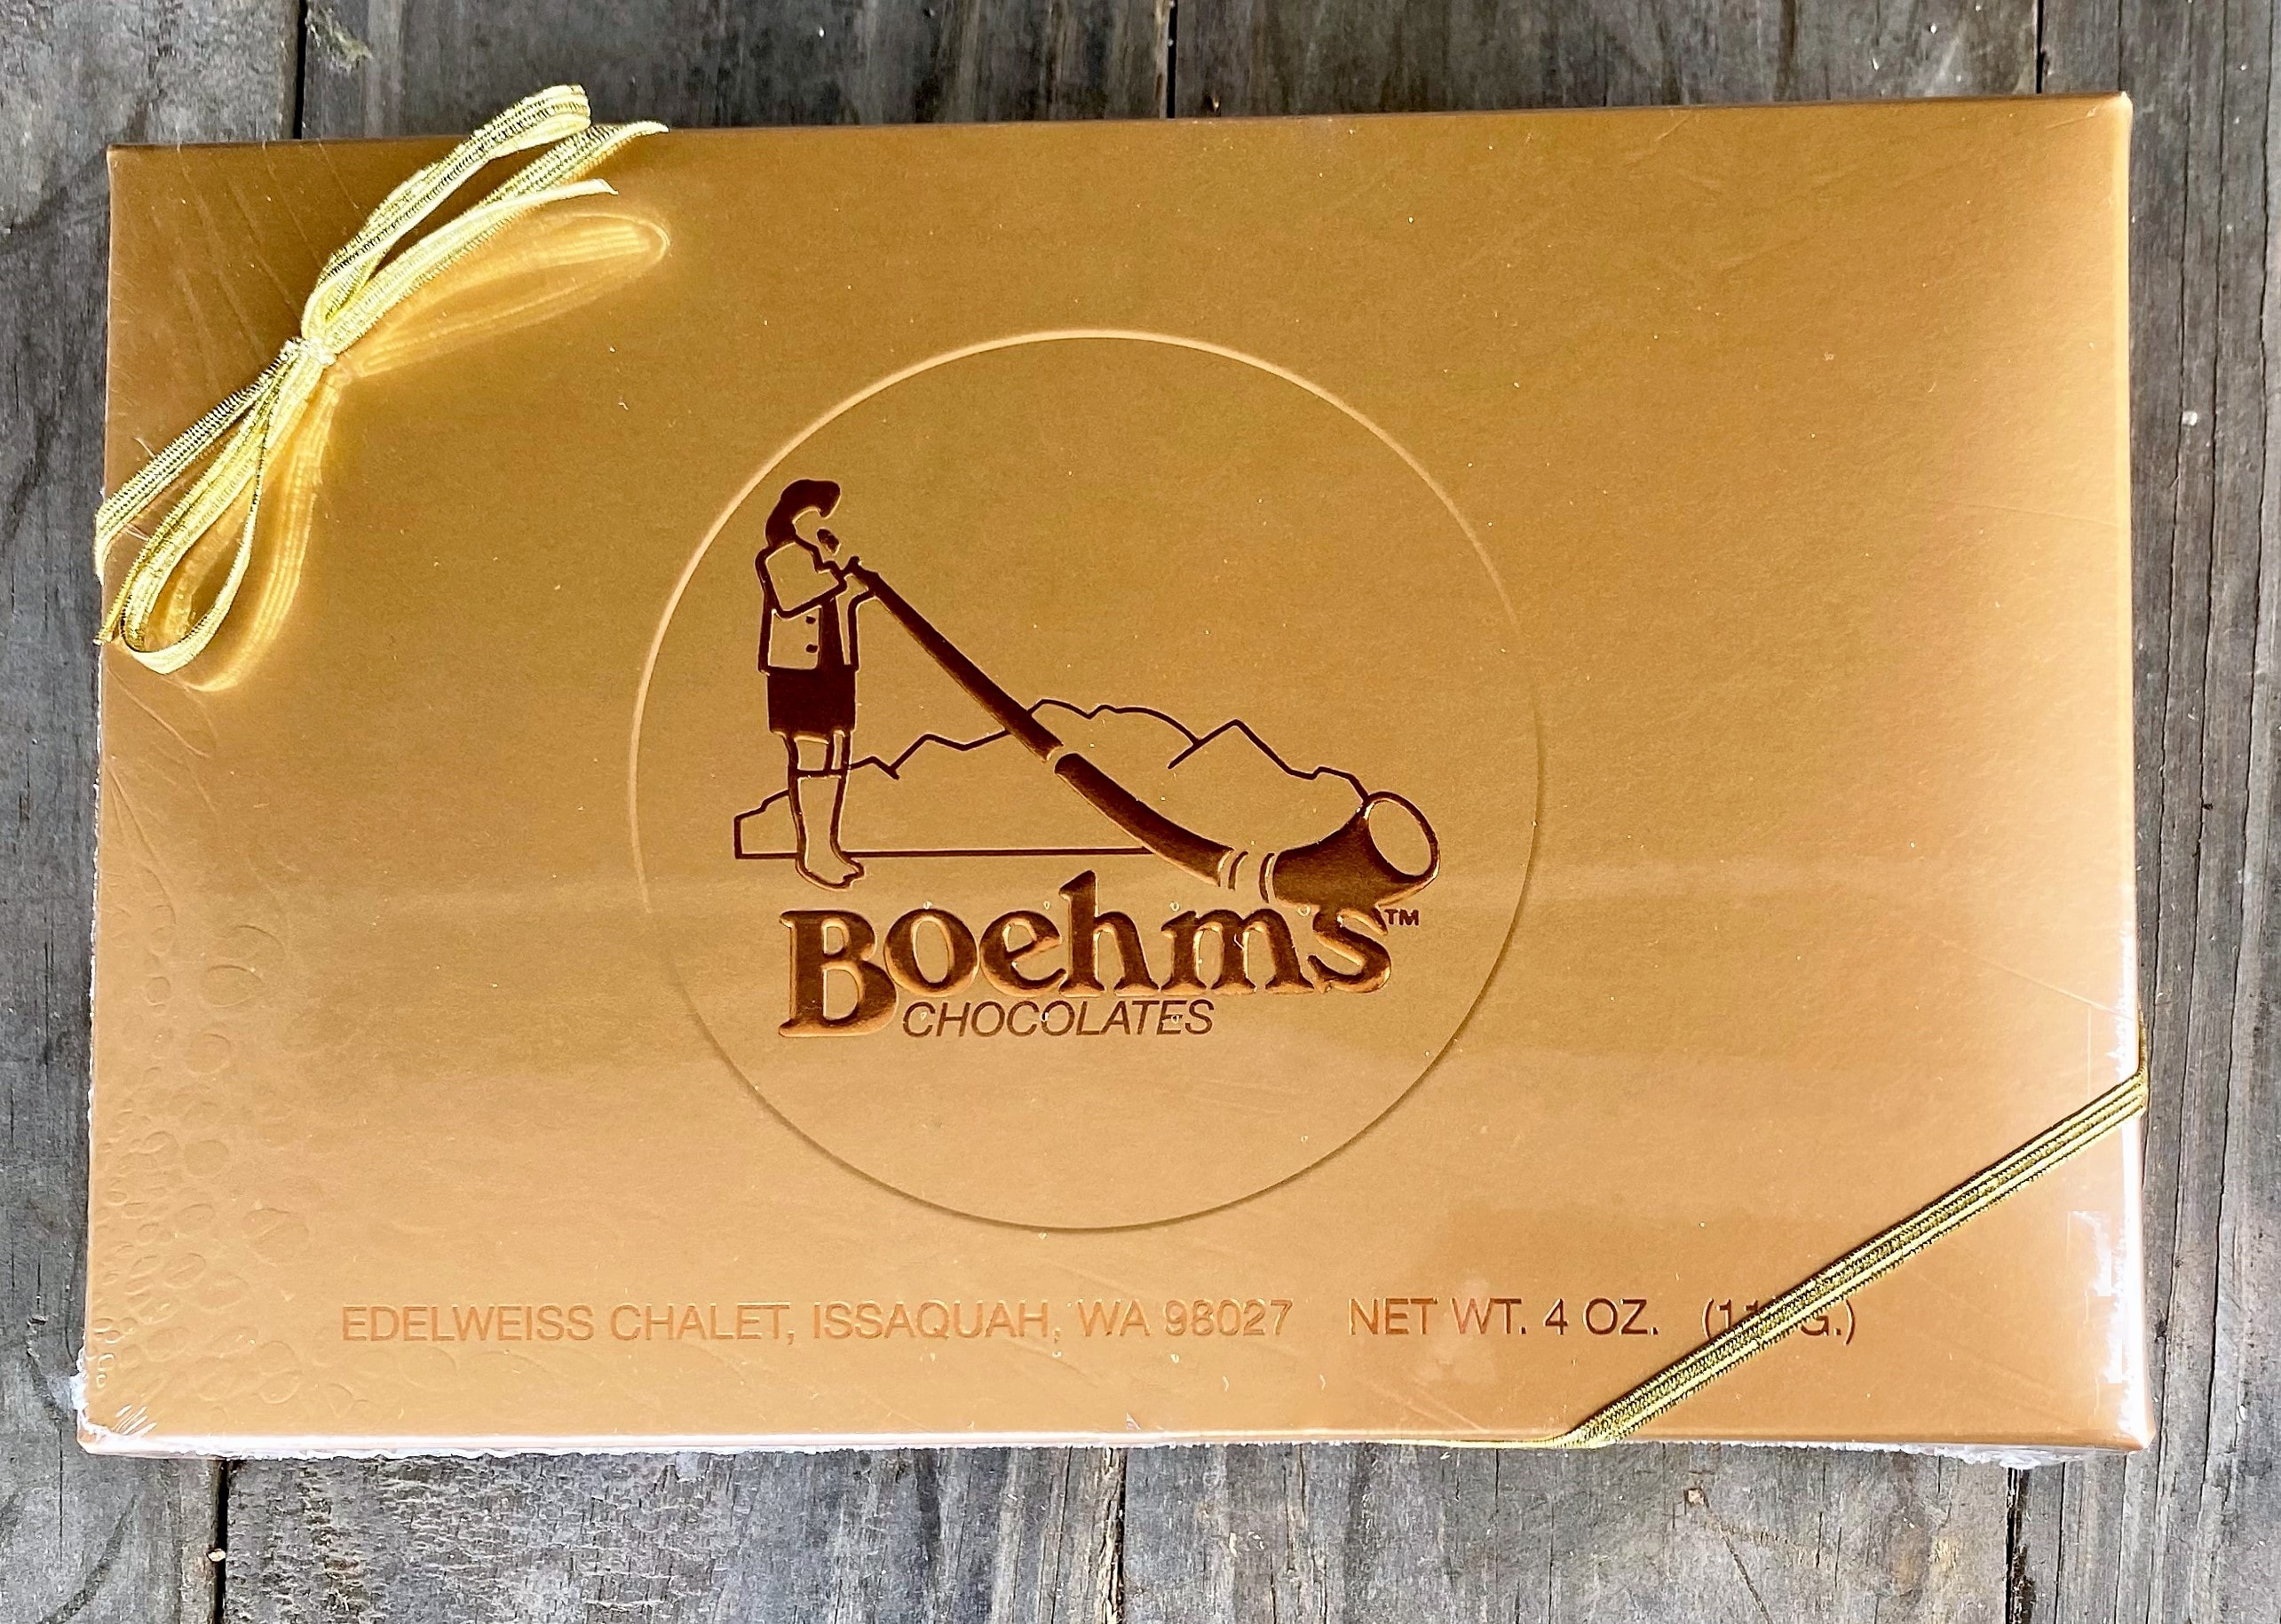 Boehms™
CHOCOLATES
EDELWEISS CHALET, ISSAQUAH, WA 98027 NET WT. 4 OZ.